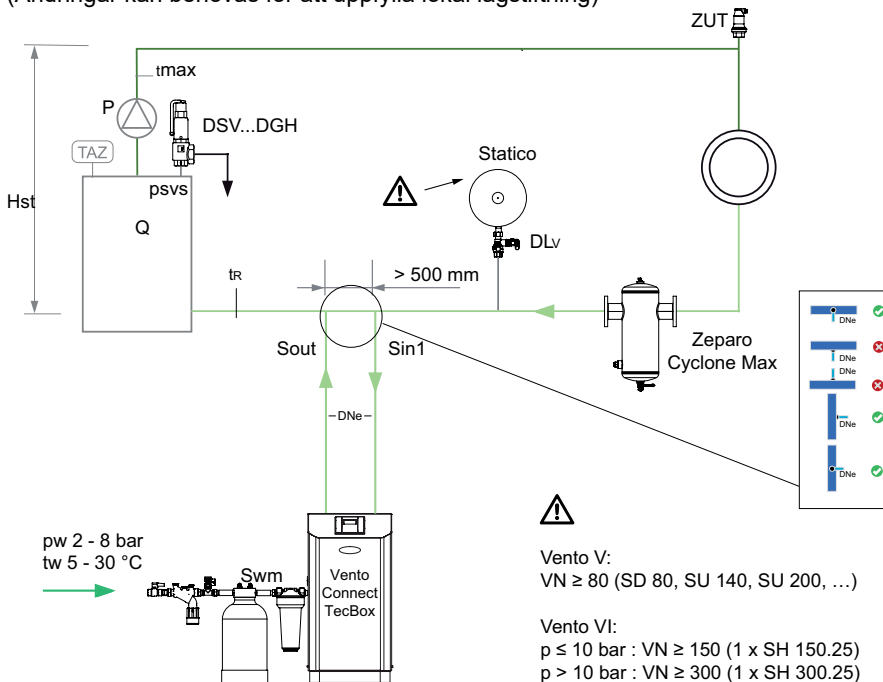 (Ändringar kan behövas för att uppfylla lokal lagstiftning)
ZUT
tmax
P
DSV...DGH
TAZ
Statico
psvs
Hst
Q
DLV
tR
> 500 mm
Sout
Sin1
Zeparo
Cyclone Max
DNe
DNe
DNe
DNe
DNe
-DNe-
pw 2 - 8 bar
tw 5 - 30 °C
Swm
Vento
Connect
TecBox
Vento V:
VN ≥ 80 (SD 80, SU 140, SU 200, …)
Vento VI:
p ≤ 10 bar : VN ≥ 150 (1 x SH 150.25)
p > 10 bar : VN ≥ 300 (1 x SH 300.25)